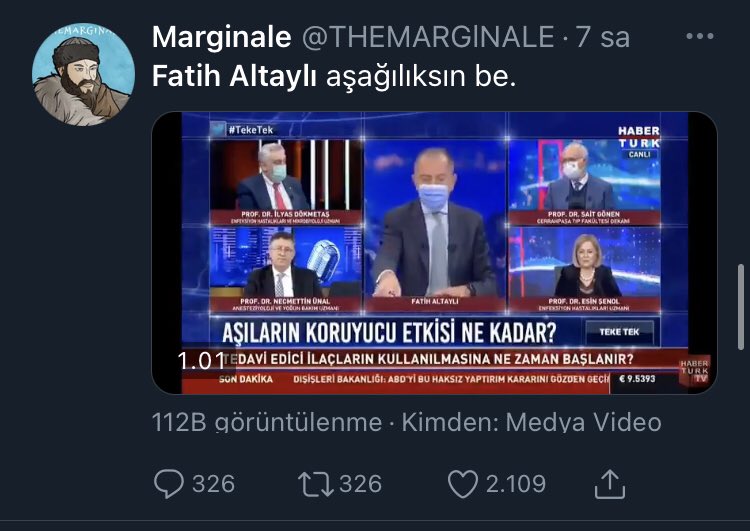 Marginale @THEMARGİNALE · 7 sa
Fatih Altaylı aşağılıksın be.
#TekeTek
HABER
TURK
CANLI
PROF. DR. İLYAS DÖKMETAŞ
ENFEKSİYON HASTALIKLARI VE MİKROBİYOLOJİ UZMANI
PROF. DR. SAİT GÖNEN
CERRAHPAŞA TIP FAKÜLTESİ DEKANI
PROF. DR. NECMETTİN ÜNAL
ANESTEZİYOLOJİ VE YOĞUN BAKIM UZMANI
FATİH ALTAYLI
PROF. DR. ESİN ŞENOL
ENFEKSİYON HASTALIKLARI UZMANI
AŞILARIN KORUYUCU ETKİSİ NE KADAR?
TEKE TEK
1.01
TEDAVİ EDİCİ İLAÇLARIN KULLANILMASINA NE ZAMAN BAŞLANIR?
SON DAKİKA DIŞİŞLERİ BAKANLIĞI: ABD'Yİ BU HAKSIZ YAPTIRIM KARARINI GÖZDEN GEÇİ
€ 9.5393
HABER
TURK
TV
112B görüntülenme · Kimden: Medya Video
326 326 2.109